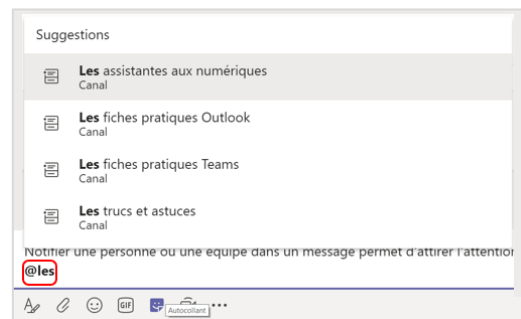 Suggestions
Les assistantes aux numériques
Canal
Les fiches pratiques Outlook
Canal
Les fiches pratiques Teams
Canal
Les trucs et astuces
Canal
Notifier une personne ou une équipe dans un message permet d'attirer l'attention
@les
GIF
Autocollant